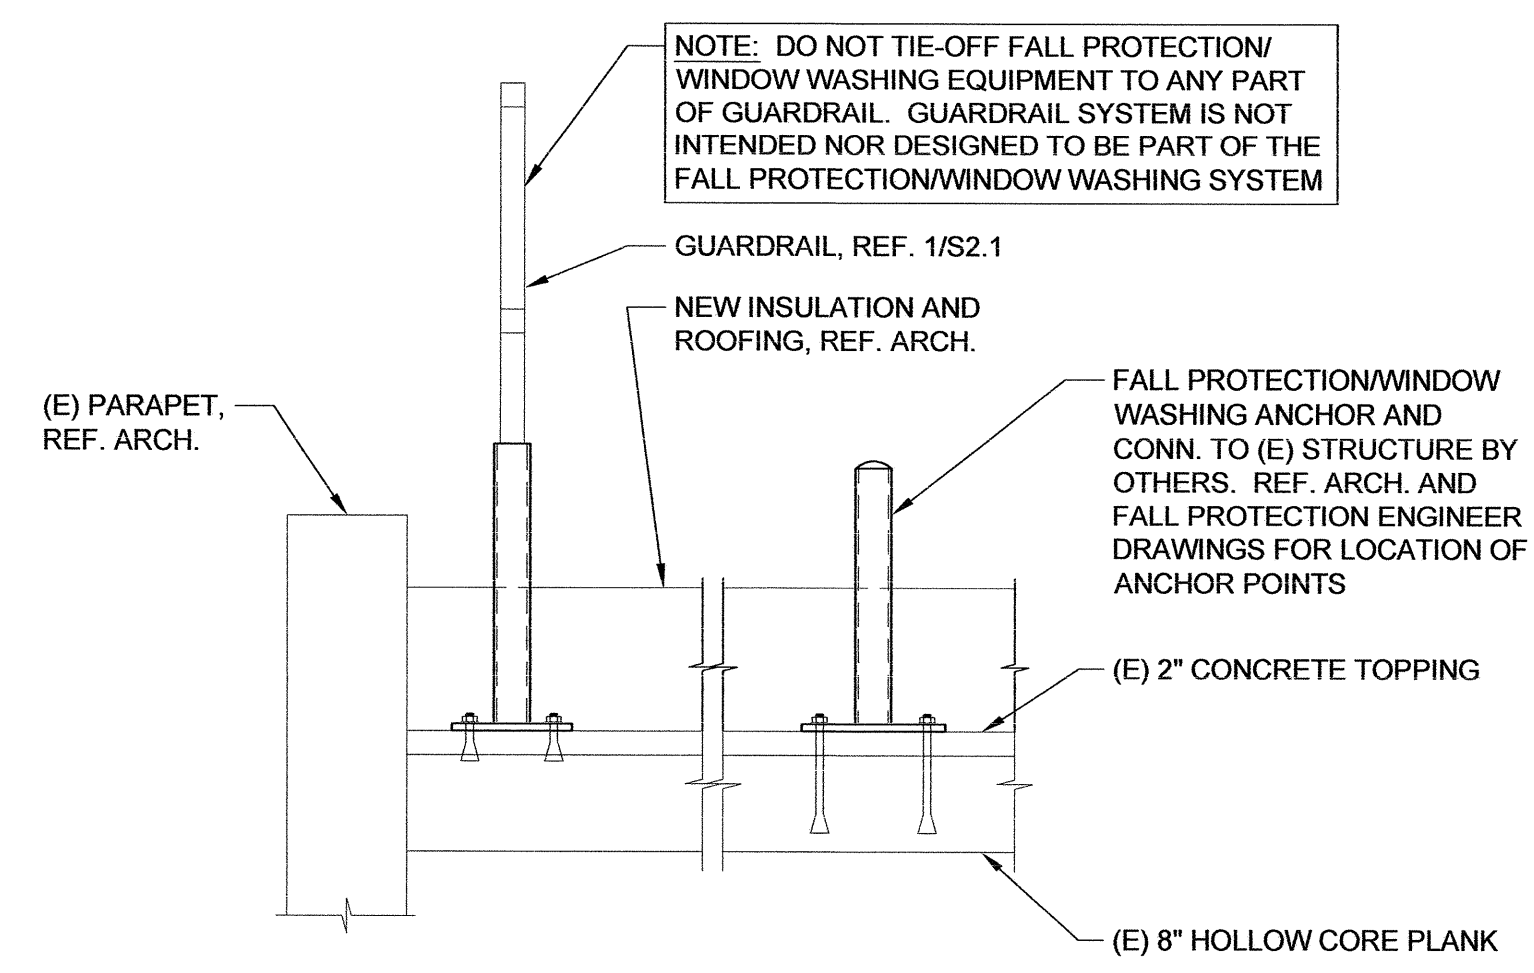 NOTE: DO NOT TIE-OFF FALL PROTECTION/
WINDOW WASHING EQUIPMENT TO ANY PART
OF GUARDRAIL. GUARDRAIL SYSTEM IS NOT
INTENDED NOR DESIGNED TO BE PART OF THE
FALL PROTECTION/WINDOW WASHING SYSTEM
GUARDRAIL, REF. 1/S2.1
NEW INSULATION AND
ROOFING, REF. ARCH.
(E) PARAPET,
REF. ARCH.
FALL PROTECTION/WINDOW
WASHING ANCHOR AND
CONN. TO (E) STRUCTURE BY
OTHERS. REF. ARCH. AND
FALL PROTECTION ENGINEER
DRAWINGS FOR LOCATION OF
ANCHOR POINTS
(E) 2" CONCRETE TOPPING
(E) 8" HOLLOW CORE PLANK